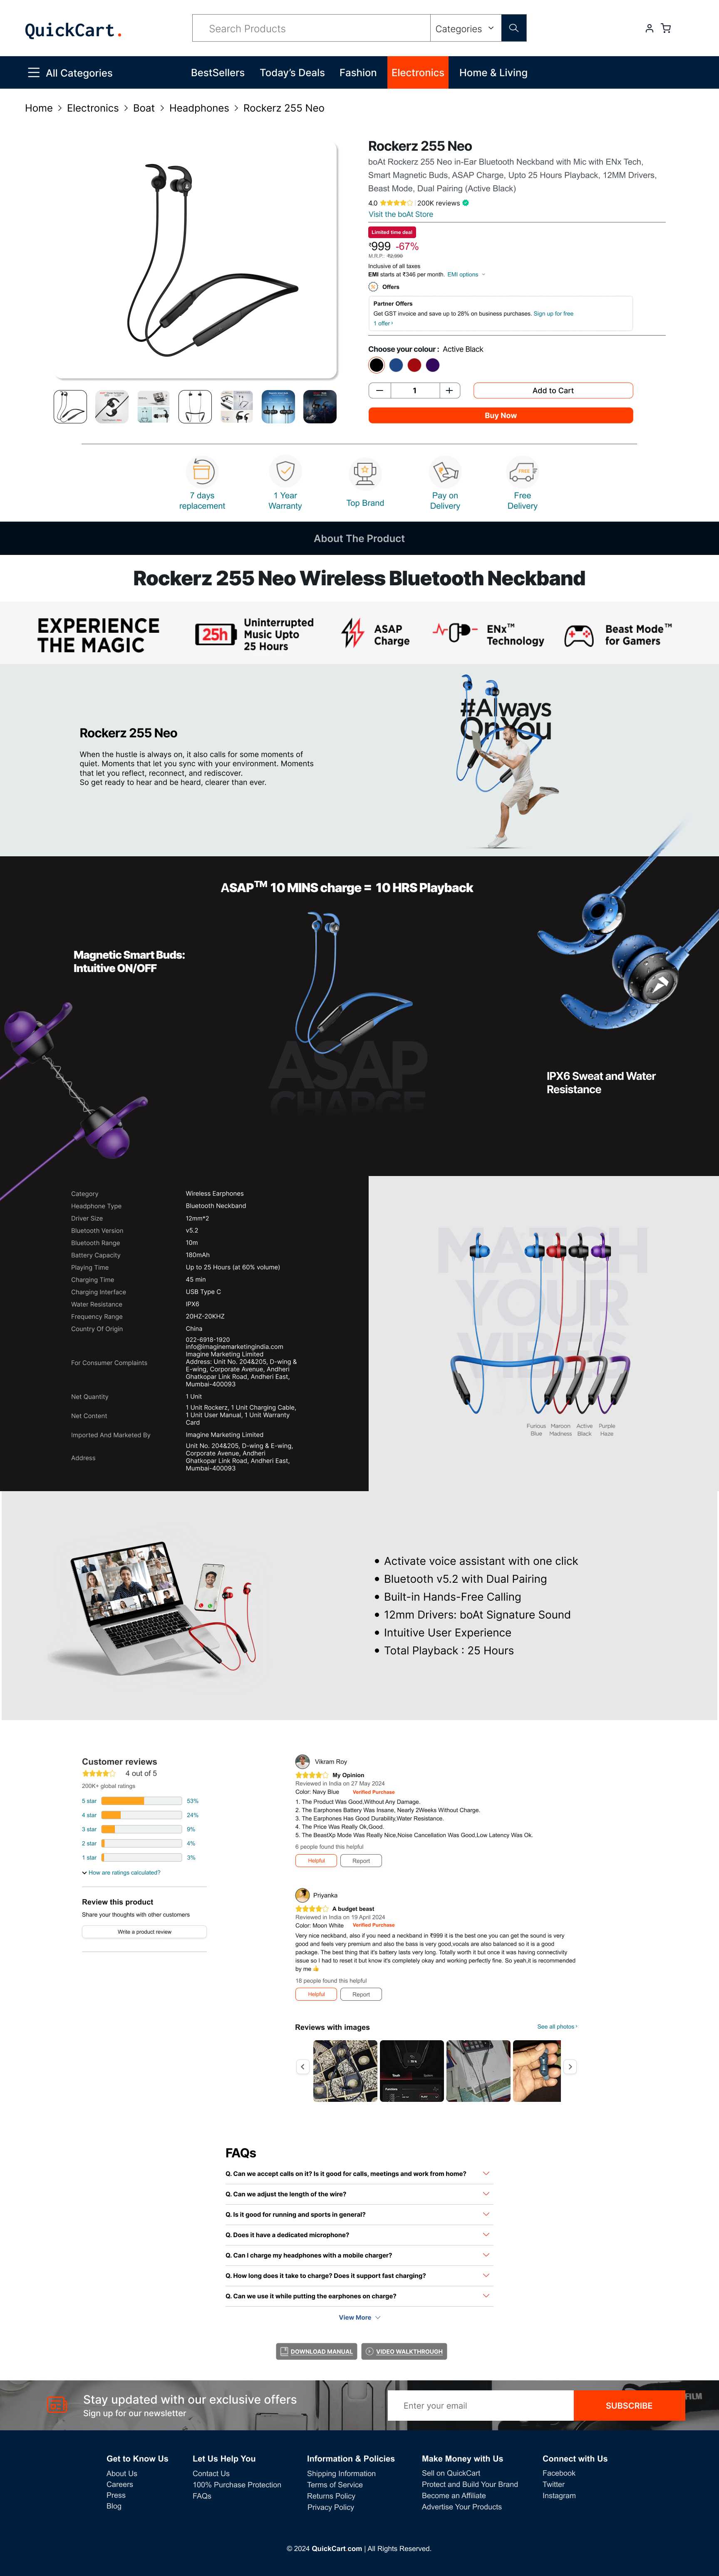 QuickCart.
Search Products
Categories
All Categories
BestSellers
Today's Deals
Fashion
Electronics
Home & Living
Home > Electronics > Boat > Headphones > Rockerz 255 Neo
Rockerz 255 Neo
boAt Rockerz 255 Neo in-Ear Bluetooth Neckband with Mic with ENx Tech,
Smart Magnetic Buds, ASAP Charge, Upto 25 Hours Playback, 12MM Drivers,
Beast Mode, Dual Pairing (Active Black)
4.0 200K reviews
Visit the boAt Store
Limited time deal
₹999 -67%
M.R.P.: ₹2,990
Inclusive of all taxes
EMI starts at ₹346 per month. EMI options
Offers
Partner Offers
Get GST invoice and save up to 28% on business purchases. Sign up for free
1 offer ›
Choose your colour : Active Black
1
Add to Cart
Buy Now
7 days
replacement
1 Year
Warranty
Top Brand
Pay on
Delivery
FREE
Free
Delivery
About The Product
Rockerz 255 Neo Wireless Bluetooth Neckband
EXPERIENCE
THE MAGIC
25h
Uninterrupted
Music Upto
25 Hours
ASAP
Charge
ENx™
Technology
Beast Mode™
for Gamers
#Always
OnYou
Rockerz 255 Neo
When the hustle is always on, it also calls for some moments of
quiet. Moments that let you sync with your environment. Moments
that let you reflect, reconnect, and rediscover.
So get ready to hear and be heard, clearer than ever.
ASAP™ 10 MINS charge = 10 HRS Playback
Magnetic Smart Buds:
Intuitive ON/OFF
ASAP
CHARGE
IPX6 Sweat and Water
Resistance
Category Wireless Earphones
Headphone Type Bluetooth Neckband
Driver Size 12mm*2
Bluetooth Version v5.2
Bluetooth Range 10m
Battery Capacity 180mAh
Playing Time Up to 25 Hours (at 60% volume)
Charging Time 45 min
Charging Interface USB Type C
Water Resistance IPX6
Frequency Range 20HZ-20KHZ
Country Of Origin China
For Consumer Complaints
022-6918-1920
info@imaginemarketingindia.com
Imagine Marketing Limited
Address: Unit No. 204&205, D-wing &
E-wing, Corporate Avenue, Andheri
Ghatkopar Link Road, Andheri East,
Mumbai-400093
Net Quantity 1 Unit
Net Content
1 Unit Rockerz, 1 Unit Charging Cable,
1 Unit User Manual, 1 Unit Warranty
Card
Imported And Marketed By Imagine Marketing Limited
Address
Unit No. 204&205, D-wing & E-wing,
Corporate Avenue, Andheri
Ghatkopar Link Road, Andheri East,
Mumbai-400093
MATCH
YOUR
VIBES
Furious
Blue
Maroon
Madness
Active
Black
Purple
Haze
• Activate voice assistant with one click
• Bluetooth v5.2 with Dual Pairing
• Built-in Hands-Free Calling
• 12mm Drivers: boAt Signature Sound
• Intuitive User Experience
• Total Playback : 25 Hours
Customer reviews
4 out of 5
200K+ global ratings
5 star 53%
4 star 24%
3 star 9%
2 star 4%
1 star 3%
How are ratings calculated?
Review this product
Share your thoughts with other customers
Write a product review
Vikram Roy
My Opinion
Reviewed in India on 27 May 2024
Color: Navy Blue Verified Purchase
1. The Product Was Good,Without Any Damage.
2. The Earphones Battery Was Insane, Nearly 2Weeks Without Charge.
3. The Earphones Has Good Durability,Water Resistance.
4. The Price Was Really Ok,Good.
5. The BeastXp Mode Was Really Nice,Noise Cancellation Was Good,Low Latency Was Ok.
6 people found this helpful
Helpful
Report
Priyanka
A budget beast
Reviewed in India on 19 April 2024
Color: Moon White Verified Purchase
Very nice neckband, also if you need a neckband in ₹999 it is the best one you can get the sound is very
good and feels very premium and also the bass is very good,vocals are also balanced so it is a good
package. The best thing that it's battery lasts very long. Totally worth it but once it was having connectivity
issue so I had to reset it but know it's completely okay and working perfectly fine. So yeah,it is recommended
by me 👍
18 people found this helpful
Helpful
Report
Reviews with images
See all photos ›
FAQs
Q. Can we accept calls on it? Is it good for calls, meetings and work from home?
Q. Can we adjust the length of the wire?
Q. Is it good for running and sports in general?
Q. Does it have a dedicated microphone?
Q. Can I charge my headphones with a mobile charger?
Q. How long does it take to charge? Does it support fast charging?
Q. Can we use it while putting the earphones on charge?
View More
DOWNLOAD MANUAL
VIDEO WALKTHROUGH
Stay updated with our exclusive offers
Sign up for our newsletter
Enter your email
SUBSCRIBE
FILM
Get to Know Us
About Us
Careers
Press
Blog
Let Us Help You
Contact Us
100% Purchase Protection
FAQs
Information & Policies
Shipping Information
Terms of Service
Returns Policy
Privacy Policy
Make Money with Us
Sell on QuickCart
Protect and Build Your Brand
Become an Affiliate
Advertise Your Products
Connect with Us
Facebook
Twitter
Instagram
© 2024 QuickCart.com | All Rights Reserved.